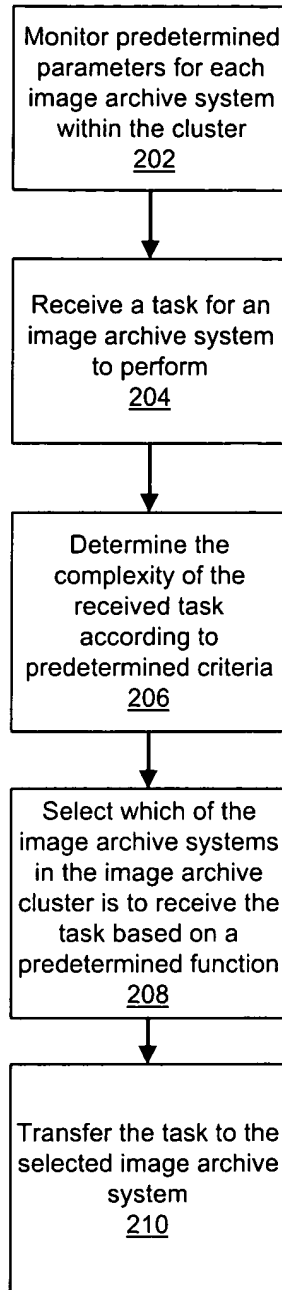 Monitor predetermined
parameters for each
image archive system
within the cluster
202
Receive a task for an
image archive system
to perform
204
Determine the
complexity of the
received task
according to
predetermined criteria
206
Select which of the
image archive systems
in the image archive
cluster is to receive the
task based on a
predetermined function
208
Transfer the task to the
selected image archive
system
210